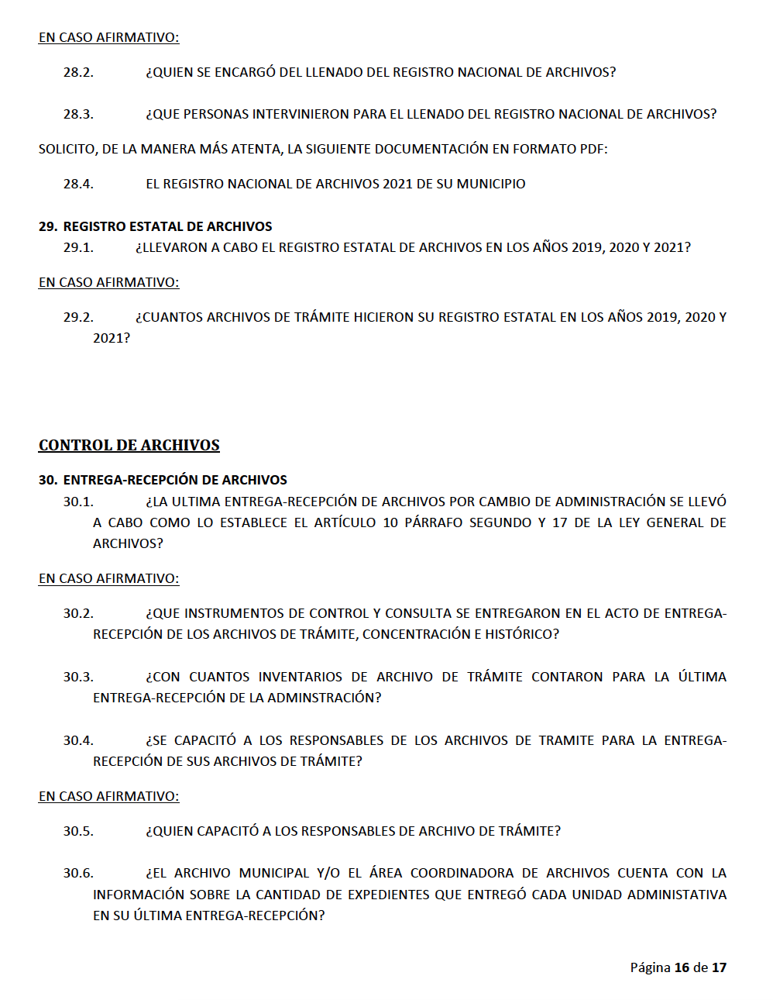 EN CASO AFIRMATIVO:
28.2. ¿QUIEN SE ENCARGÓ DEL LLENADO DEL REGISTRO NACIONAL DE ARCHIVOS?
28.3. ¿QUE PERSONAS INTERVINIERON PARA EL LLENADO DEL REGISTRO NACIONAL DE ARCHIVOS?
SOLICITO, DE LA MANERA MÁS ATENTA, LA SIGUIENTE DOCUMENTACIÓN EN FORMATO PDF:
28.4. EL REGISTRO NACIONAL DE ARCHIVOS 2021 DE SU MUNICIPIO
29. REGISTRO ESTATAL DE ARCHIVOS
29.1. ¿LLEVARON A CABO EL REGISTRO ESTATAL DE ARCHIVOS EN LOS AÑOS 2019, 2020 Y 2021?
EN CASO AFIRMATIVO:
29.2. ¿CUANTOS ARCHIVOS DE TRÁMITE HICIERON SU REGISTRO ESTATAL EN LOS AÑOS 2019, 2020 Y
2021?
CONTROL DE ARCHIVOS
30. ENTREGA-RECEPCIÓN DE ARCHIVOS
30.1. ¿LA ULTIMA ENTREGA-RECEPCIÓN DE ARCHIVOS POR CAMBIO DE ADMINISTRACIÓN SE LLEVÓ
A CABO COMO LO ESTABLECE EL ARTÍCULO 10 PÁRRAFO SEGUNDO Y 17 DE LA LEY GENERAL DE
ARCHIVOS?
EN CASO AFIRMATIVO:
30.2. ¿QUE INSTRUMENTOS DE CONTROL Y CONSULTA SE ENTREGARON EN EL ACTO DE ENTREGA-
RECEPCIÓN DE LOS ARCHIVOS DE TRÁMITE, CONCENTRACIÓN E HISTÓRICO?
30.3. ¿CON CUANTOS INVENTARIOS DE ARCHIVO DE TRÁMITE CONTARON PARA LA ÚLTIMA
ENTREGA-RECEPCIÓN DE LA ADMINSTRACIÓN?
30.4. ¿SE CAPACITÓ A LOS RESPONSABLES DE LOS ARCHIVOS DE TRAMITE PARA LA ENTREGA-
RECEPCIÓN DE SUS ARCHIVOS DE TRÁMITE?
EN CASO AFIRMATIVO:
30.5. ¿QUIEN CAPACITÓ A LOS RESPONSABLES DE ARCHIVO DE TRÁMITE?
30.6. ¿EL ARCHIVO MUNICIPAL Y/O EL ÁREA COORDINADORA DE ARCHIVOS CUENTA CON LA
INFORMACIÓN SOBRE LA CANTIDAD DE EXPEDIENTES QUE ENTREGÓ CADA UNIDAD ADMINISTATIVA
EN SU ÚLTIMA ENTREGA-RECEPCIÓN?
Página 16 de 17